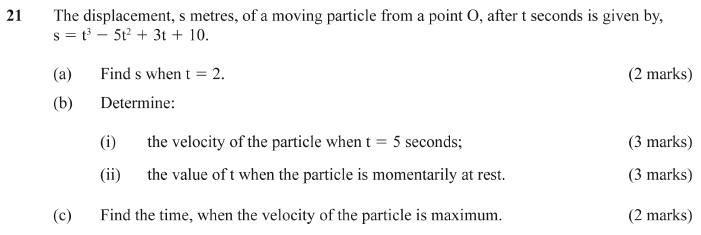 21 The displacement, s metres, of a moving particle from a point O, after t seconds is given by,
s = t³ – 5t² + 3t + 10.
(a) Find s when t = 2. (2 marks)
(b) Determine:
(i) the velocity of the particle when t = 5 seconds; (3 marks)
(ii) the value of t when the particle is momentarily at rest. (3 marks)
(c) Find the time, when the velocity of the particle is maximum. (2 marks)